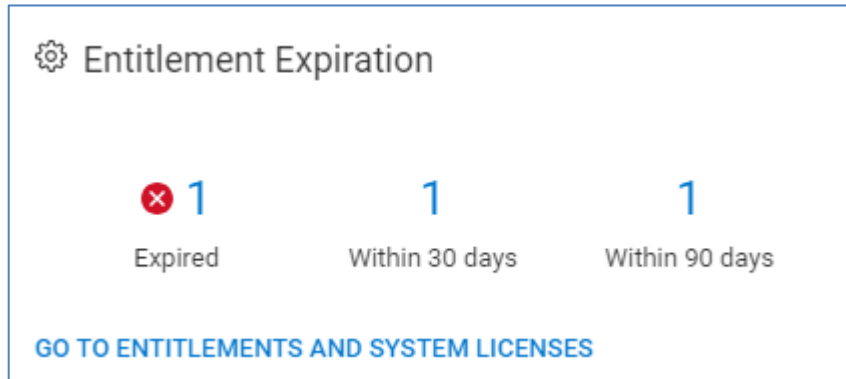 Entitlement Expiration
1 1 1
Expired Within 30 days Within 90 days
GO TO ENTITLEMENTS AND SYSTEM LICENSES